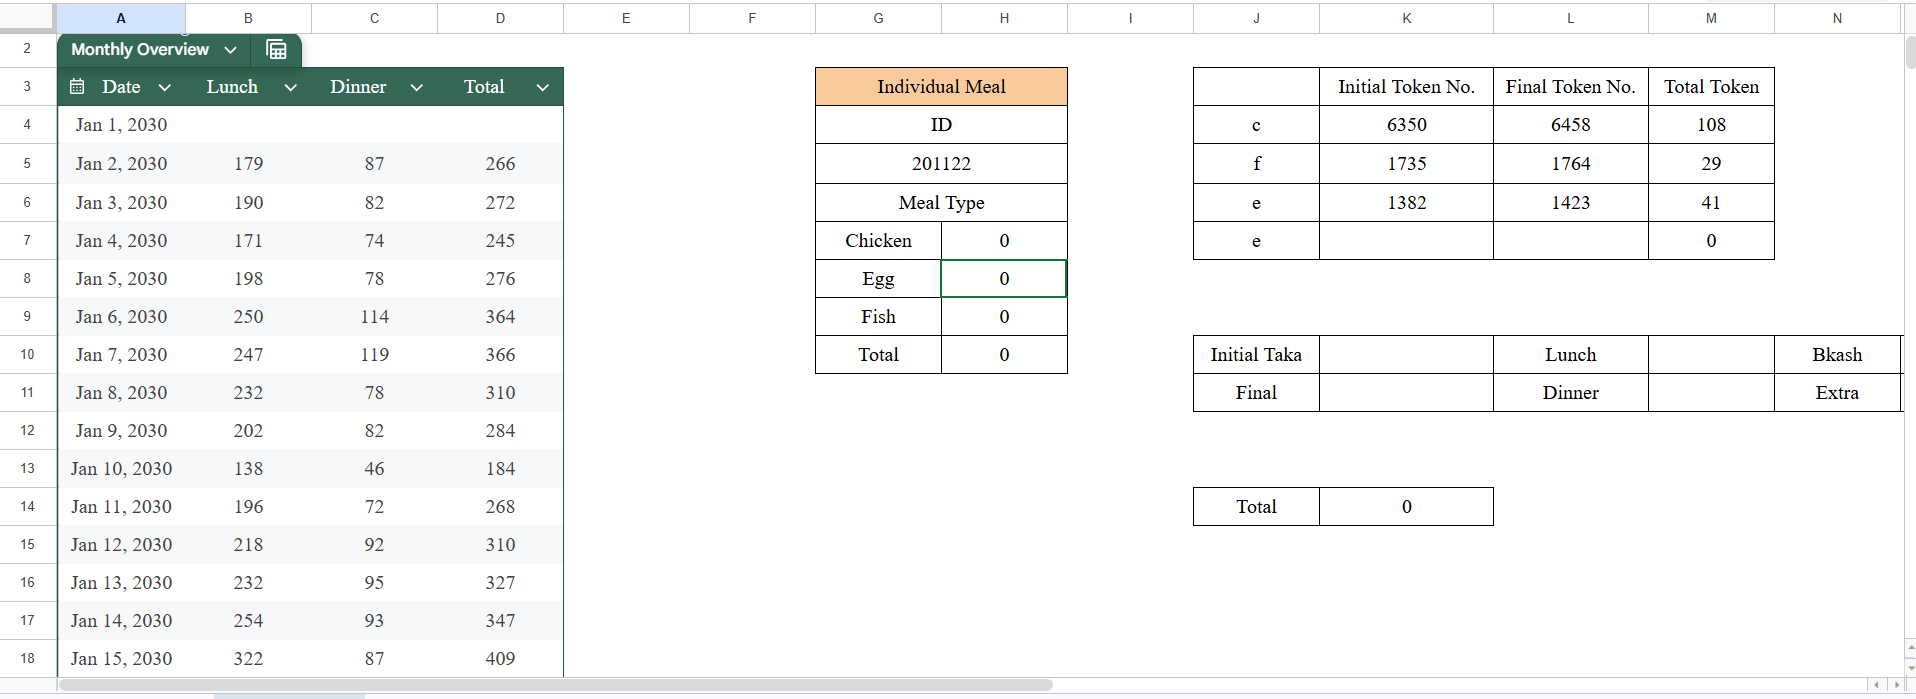 A B C D E F G H I J K L M N
2 Monthly Overview
3 Date Lunch Dinner Total Individual Meal Initial Token No. Final Token No. Total Token
4 Jan 1, 2030 ID c 6350 6458 108
5 Jan 2, 2030 179 87 266 201122 f 1735 1764 29
6 Jan 3, 2030 190 82 272 Meal Type e 1382 1423 41
7 Jan 4, 2030 171 74 245 Chicken 0 e 0
8 Jan 5, 2030 198 78 276 Egg 0
9 Jan 6, 2030 250 114 364 Fish 0
10 Jan 7, 2030 247 119 366 Total 0 Initial Taka Lunch Bkash
11 Jan 8, 2030 232 78 310 Final Dinner Extra
12 Jan 9, 2030 202 82 284
13 Jan 10, 2030 138 46 184
14 Jan 11, 2030 196 72 268 Total 0
15 Jan 12, 2030 218 92 310
16 Jan 13, 2030 232 95 327
17 Jan 14, 2030 254 93 347
18 Jan 15, 2030 322 87 409